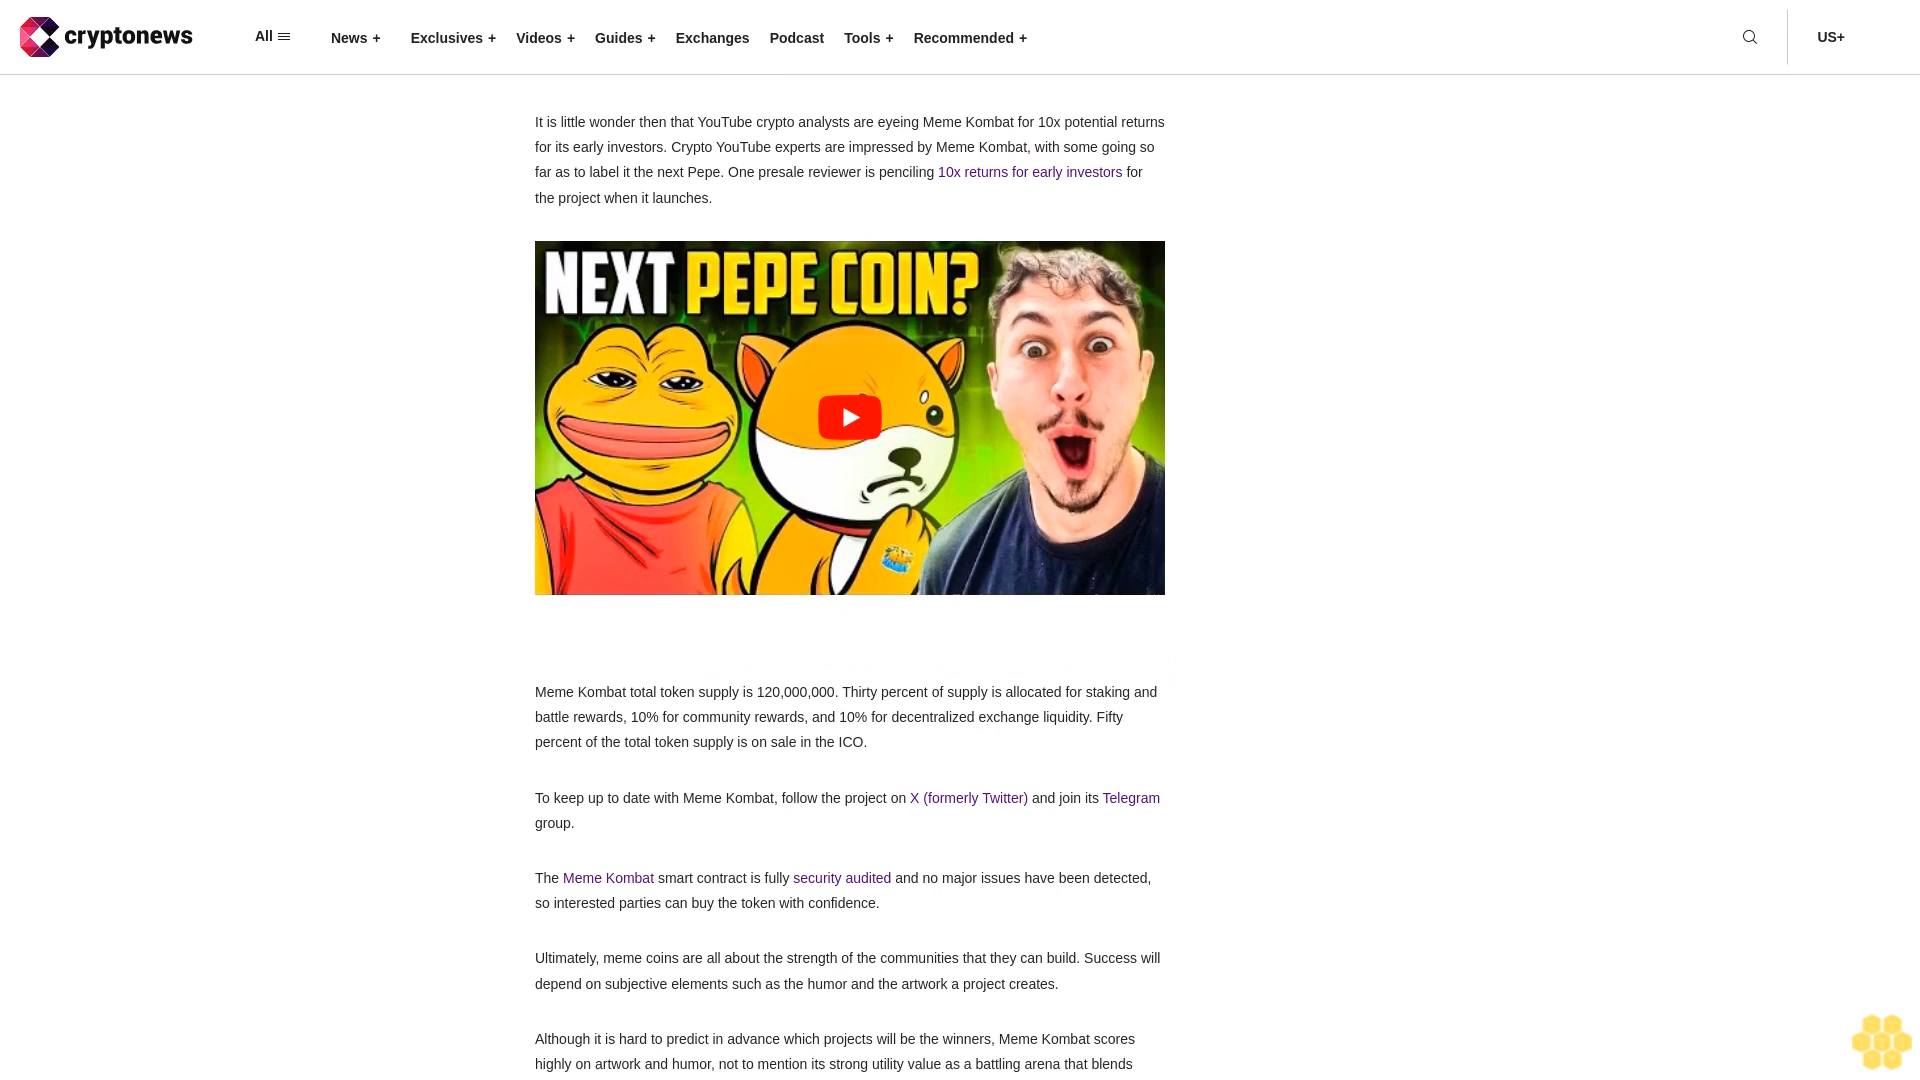 cryptonews
All
News +
Exclusives +
Videos +
Guides +
Exchanges
Podcast
Tools +
Recommended +
US+
It is little wonder then that YouTube crypto analysts are eyeing Meme Kombat for 10x potential returns
for its early investors. Crypto YouTube experts are impressed by Meme Kombat, with some going so
far as to label it the next Pepe. One presale reviewer is penciling 10x returns for early investors for
the project when it launches.
NEXT PEPE COIN?
Meme Kombat total token supply is 120,000,000. Thirty percent of supply is allocated for staking and
battle rewards, 10% for community rewards, and 10% for decentralized exchange liquidity. Fifty
percent of the total token supply is on sale in the ICO.
To keep up to date with Meme Kombat, follow the project on X (formerly Twitter) and join its Telegram
group.
The Meme Kombat smart contract is fully security audited and no major issues have been detected,
so interested parties can buy the token with confidence.
Ultimately, meme coins are all about the strength of the communities that they can build. Success will
depend on subjective elements such as the humor and the artwork a project creates.
Although it is hard to predict in advance which projects will be the winners, Meme Kombat scores
highly on artwork and humor, not to mention its strong utility value as a battling arena that blends